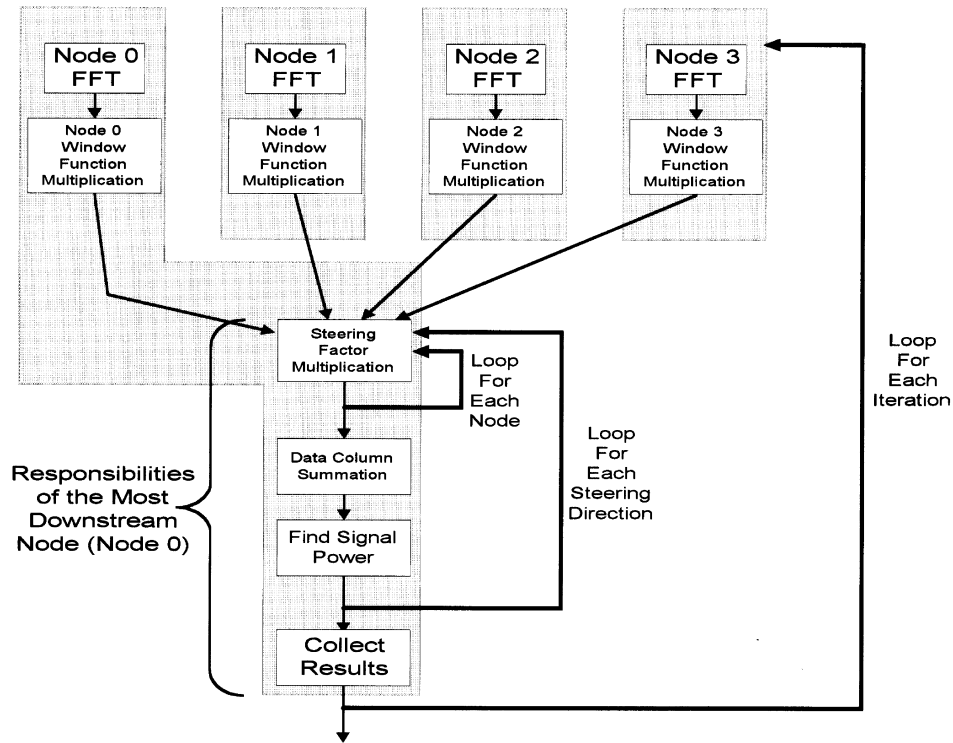 Node 0
FFT
Node 1
FFT
Node 2
FFT
Node 3
FFT
Node 0
Window
Function
Multiplication
Node 1
Window
Function
Multiplication
Node 2
Window
Function
Multiplication
Node 3
Window
Function
Multiplication
Steering
Factor
Multiplication
Loop
For
Each
Node
Loop
For
Each
Iteration
Loop
For
Each
Steering
Direction
Data Column
Summation
Responsibilities
of the Most
Downstream
Node (Node 0)
Find Signal
Power
Collect
Results